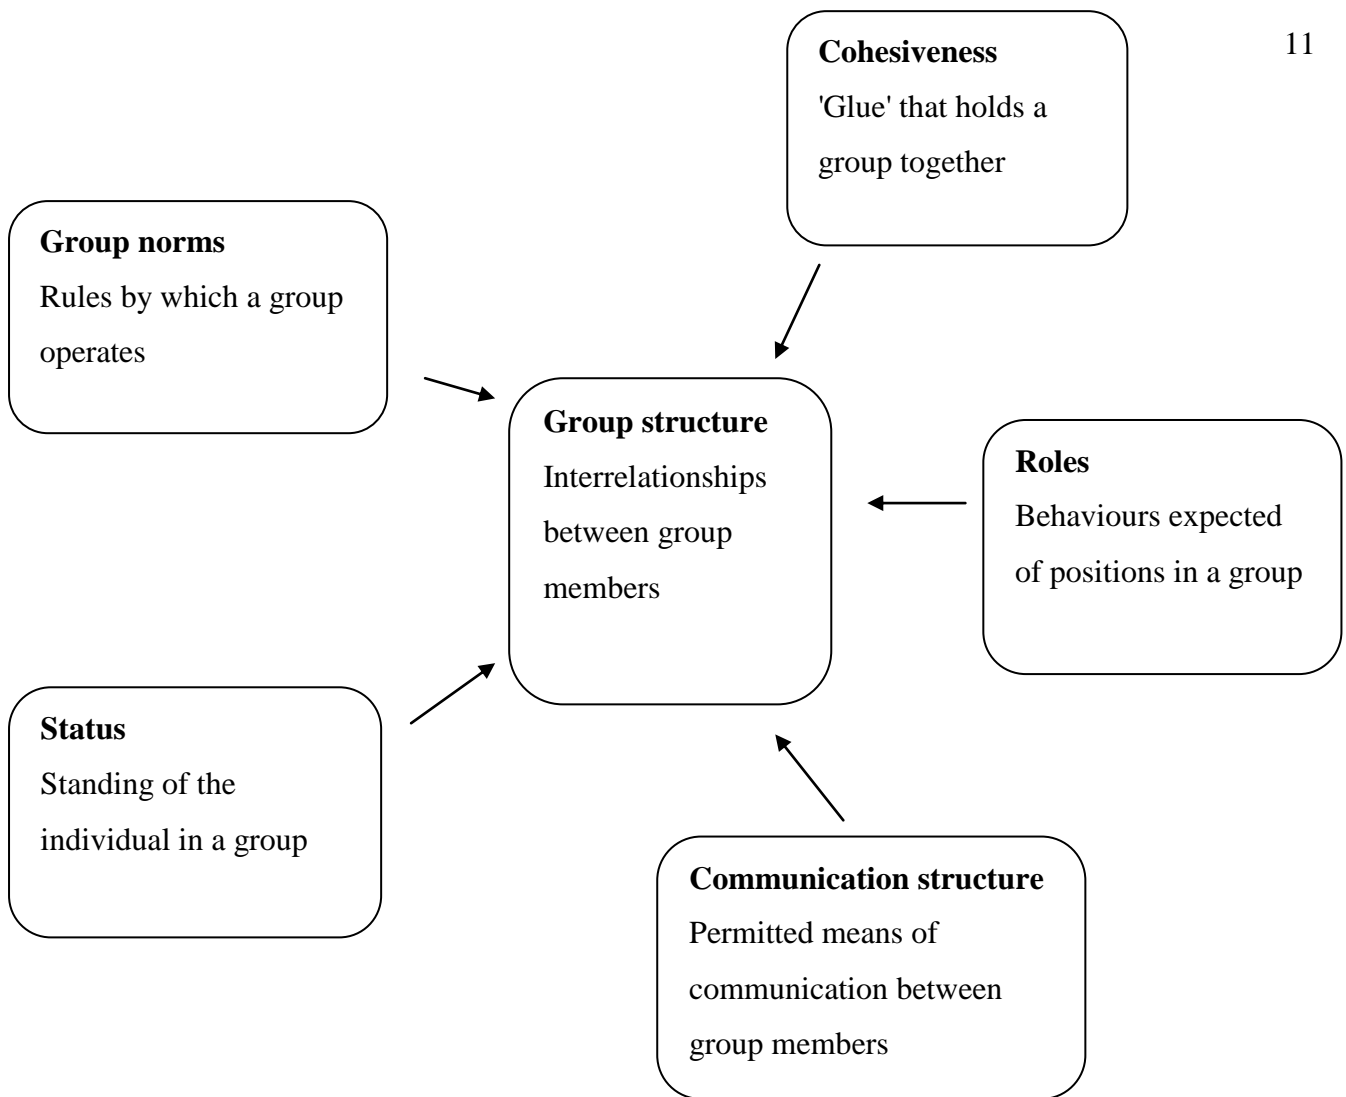 11
Cohesiveness
'Glue' that holds a
group together
Group norms
Rules by which a group
operates
Group structure
Interrelationships
between group
members
Roles
Behaviours expected
of positions in a group
Status
Standing of the
individual in a group
Communication structure
Permitted means of
communication between
group members